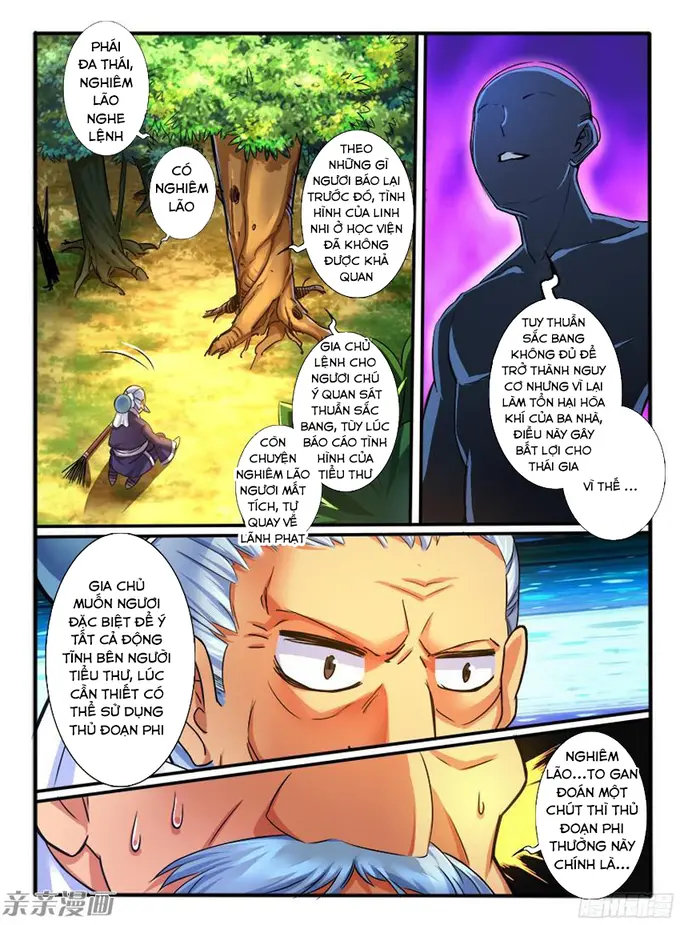 PHÁI
ĐA THÁI,
NGHIÊM
LÃO
NGHE
LỆNH
CÓ
NGHIÊM
LÃO
THEO
NHỮNG GÌ
NGƯƠI BÁO LẠI
TRƯỚC ĐÓ, TÌNH
HÌNH CỦA LINH
NHI Ở HỌC VIỆN
ĐÃ KHÔNG
ĐƯỢC KHẢ
QUAN
GIA CHỦ
LỆNH CHO
NGƯƠI CHÚ
Ý QUAN SÁT
THUẦN SẮC
BANG, TÙY LÚC
BÁO CÁO TÌNH
HÌNH CỦA
TIỂU THƯ
CÒN
CHUYỆN
NGHIÊM LÃO
NGƯƠI MẤT
TÍCH, TỰ
QUAY VỀ
LÃNH PHẠT
TUY THUẦN
SẮC BANG
KHÔNG ĐỦ ĐỂ
TRỞ THÀNH NGUY
CƠ NHƯNG VÌ LẠI
LÀM TỔN HẠI HÓA
KHÍ CỦA BA NHÀ,
ĐIỀU NÀY GÂY
BẤT LỢI CHO
THÁI GIA
VÌ THẾ ...
GIA CHỦ
MUỐN NGƯƠI
ĐẶC BIỆT ĐỂ Ý
TẤT CẢ ĐỘNG
TĨNH BÊN NGƯỜI
TIỂU THƯ, LÚC
CẦN THIẾT CÓ
THỂ SỬ DỤNG
THỦ ĐOẠN PHI
NGHIÊM
LÃO...TO GAN
ĐOÁN MỘT
CHÚT THÌ THỦ
ĐOẠN PHI
THƯỜNG NÀY
CHÍNH LÀ...
亲亲漫画